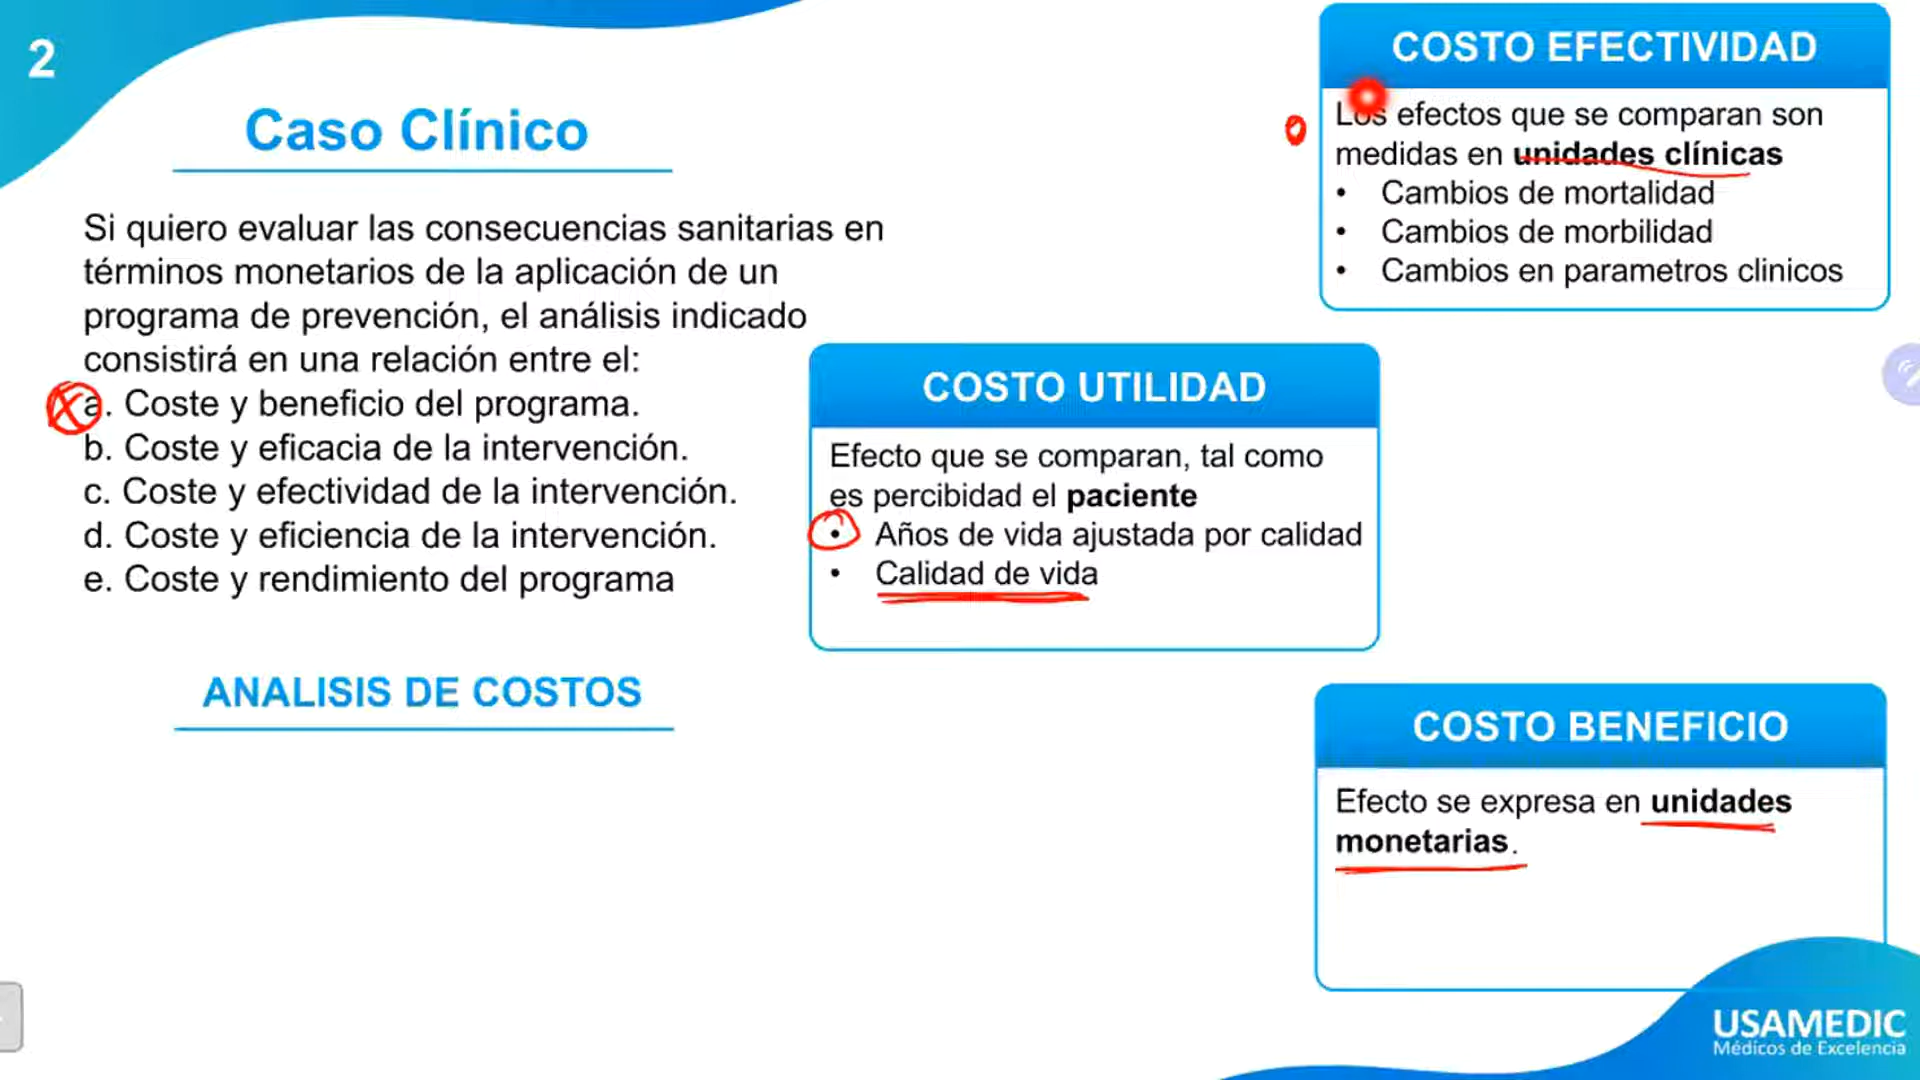 2
Caso Clínico
Si quiero evaluar las consecuencias sanitarias en
términos monetarios de la aplicación de un
programa de prevención, el análisis indicado
consistirá en una relación entre el:
a. Coste y beneficio del programa.
b. Coste y eficacia de la intervención.
c. Coste y efectividad de la intervención.
d. Coste y eficiencia de la intervención.
e. Coste y rendimiento del programa
ANALISIS DE COSTOS
COSTO EFECTIVIDAD
Los efectos que se comparan son
medidas en unidades clínicas
• Cambios de mortalidad
• Cambios de morbilidad
• Cambios en parametros clinicos
COSTO UTILIDAD
Efecto que se comparan, tal como
es percibidad el paciente
• Años de vida ajustada por calidad
• Calidad de vida
COSTO BENEFICIO
Efecto se expresa en unidades
monetarias.
USAMEDIC
Médicos de Excelencia